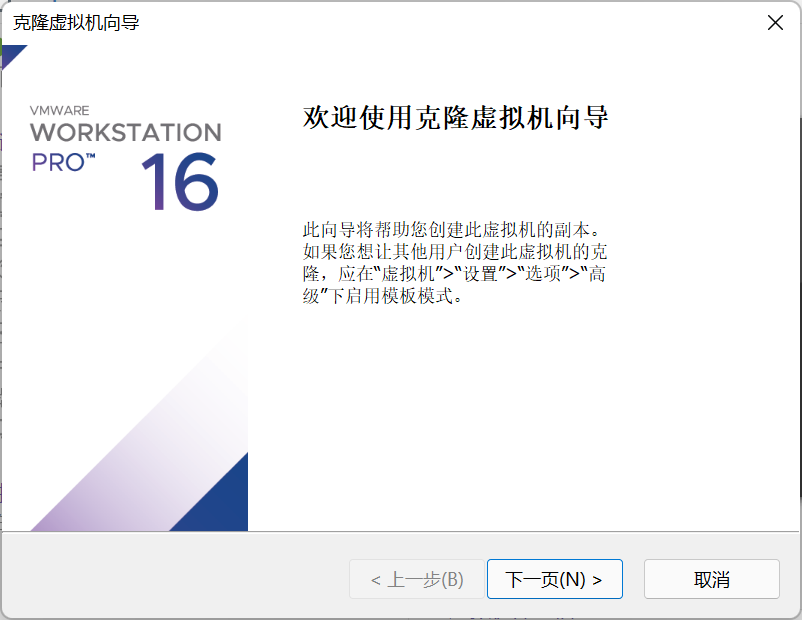 克隆虚拟机向导
VMWARE
WORKSTATION
PRO™
16
欢迎使用克隆虚拟机向导
此向导将帮助您创建此虚拟机的副本。
如果您想让其他用户创建此虚拟机的克
隆，应在“虚拟机”>“设置”>“选项”>“高
级”下启用模板模式。
< 上一步(B)
下一页(N) >
取消